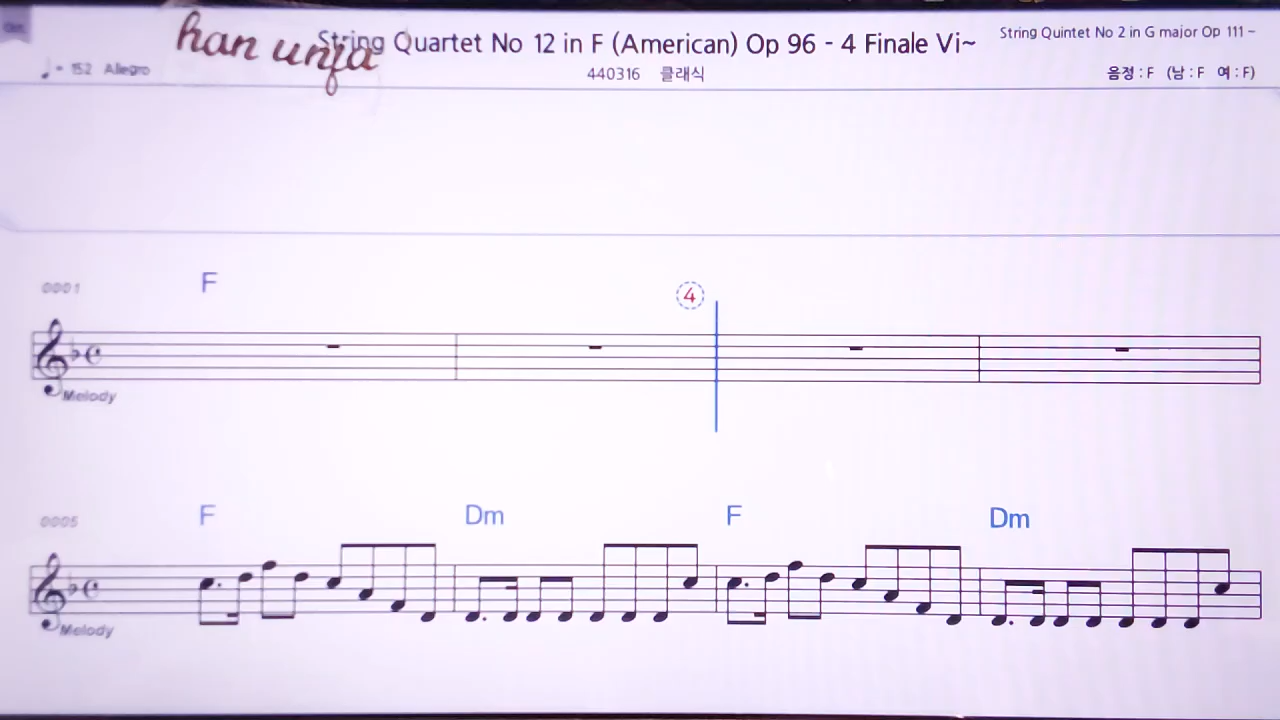 han unfa
String Quartet No 12 in F (American) Op 96 - 4 Finale Vi~
String Quintet No 2 in G major Op 111 ~
♩ = 152 Allegro
440316 클래식
음정 : F (남 : F 여 : F)
0001 F
4
Melody
0005 F Dm F Dm
Melody